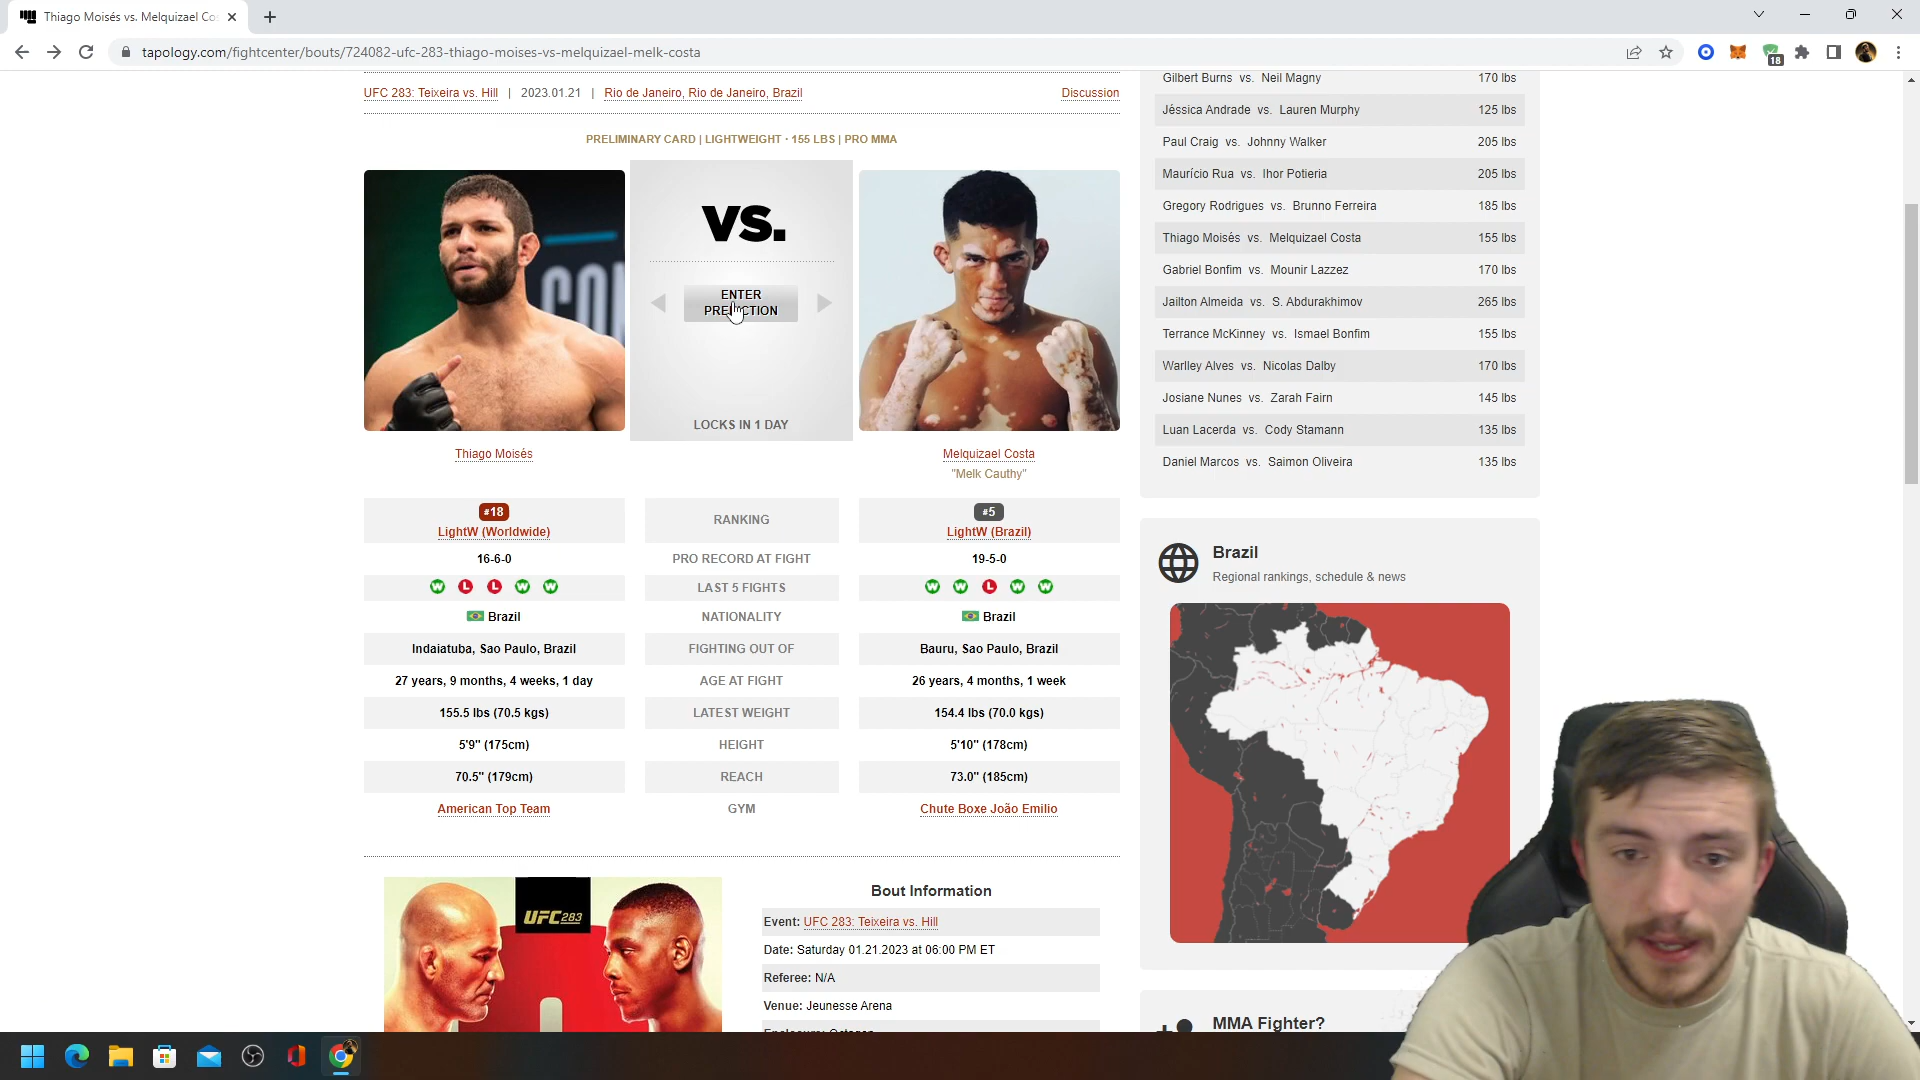 Thiago Moisés vs. Melquizael Co
tapology.com/fightcenter/bouts/724082-ufc-283-thiago-moises-vs-melquizael-melk-costa
18
UFC 283: Teixeira vs. Hill | 2023.01.21 | Rio de Janeiro, Rio de Janeiro, Brazil
Discussion
PRELIMINARY CARD | LIGHTWEIGHT · 155 LBS | PRO MMA
VS.
ENTER
PREDICTION
LOCKS IN 1 DAY
Thiago Moisés
Melquizael Costa
"Melk Cauthy"
#18
LightW (Worldwide)
RANKING
#5
LightW (Brazil)
16-6-0 PRO RECORD AT FIGHT 19-5-0
W L L W W LAST 5 FIGHTS W W L W W
Brazil NATIONALITY Brazil
Indaiatuba, Sao Paulo, Brazil FIGHTING OUT OF Bauru, Sao Paulo, Brazil
27 years, 9 months, 4 weeks, 1 day AGE AT FIGHT 26 years, 4 months, 1 week
155.5 lbs (70.5 kgs) LATEST WEIGHT 154.4 lbs (70.0 kgs)
5'9" (175cm) HEIGHT 5'10" (178cm)
70.5" (179cm) REACH 73.0" (185cm)
American Top Team GYM Chute Boxe João Emilio
UFC 283
Bout Information
Event: UFC 283: Teixeira vs. Hill
Date: Saturday 01.21.2023 at 06:00 PM ET
Referee: N/A
Venue: Jeunesse Arena
Enclosure: Octagon
Gilbert Burns vs. Neil Magny 170 lbs
Jéssica Andrade vs. Lauren Murphy 125 lbs
Paul Craig vs. Johnny Walker 205 lbs
Maurício Rua vs. Ihor Potieria 205 lbs
Gregory Rodrigues vs. Brunno Ferreira 185 lbs
Thiago Moisés vs. Melquizael Costa 155 lbs
Gabriel Bonfim vs. Mounir Lazzez 170 lbs
Jailton Almeida vs. S. Abdurakhimov 265 lbs
Terrance McKinney vs. Ismael Bonfim 155 lbs
Warlley Alves vs. Nicolas Dalby 170 lbs
Josiane Nunes vs. Zarah Fairn 145 lbs
Luan Lacerda vs. Cody Stamann 135 lbs
Daniel Marcos vs. Saimon Oliveira 135 lbs
Brazil
Regional rankings, schedule & news
MMA Fighter?